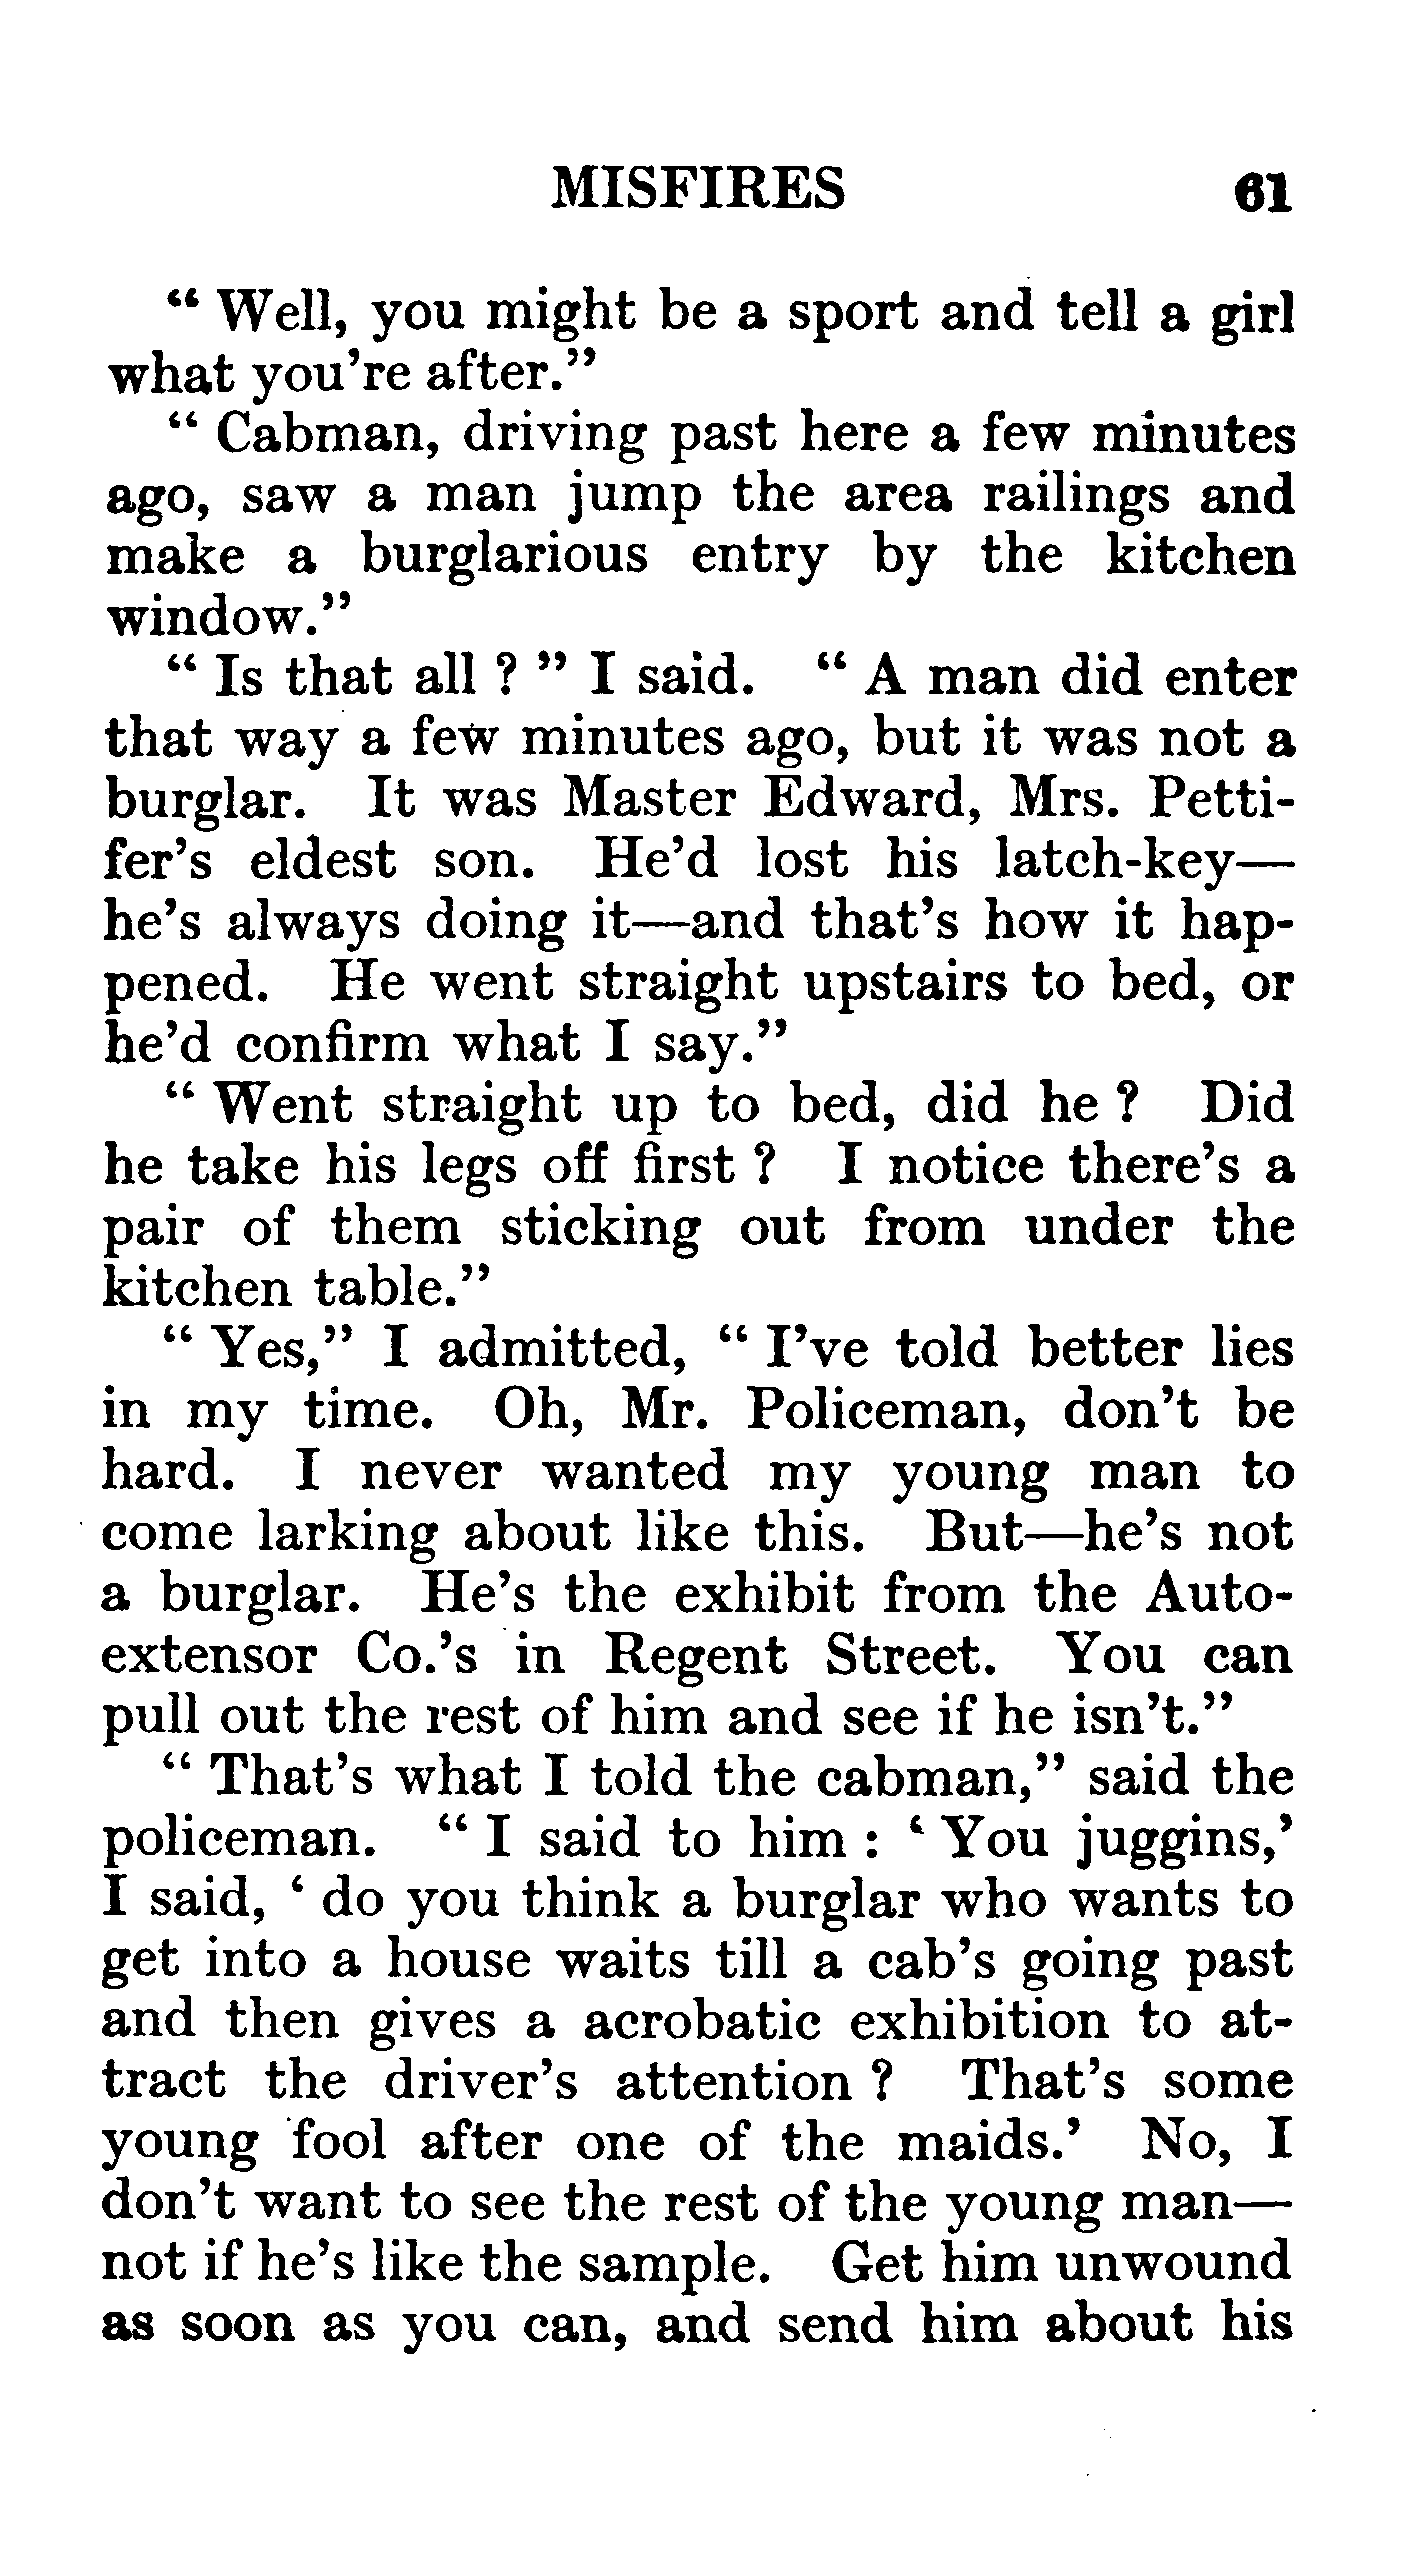 MISFIRES 61
“ Well, you might be a sport and tell a girl
what you’re after.”
“ Cabman, driving past here a few minutes
ago, saw a man jump the area railings and
make a burglarious entry by the kitchen
window.”
“ Is that all ? ” I said. “ A man did enter
that way a few minutes ago, but it was not a
burglar. It was Master Edward, Mrs. Petti-
fer’s eldest son. He’d lost his latch-key—
he’s always doing it—and that’s how it hap-
pened. He went straight upstairs to bed, or
he’d confirm what I say.”
“ Went straight up to bed, did he ? Did
he take his legs off first ? I notice there’s a
pair of them sticking out from under the
kitchen table.”
“ Yes,” I admitted, “ I’ve told better lies
in my time. Oh, Mr. Policeman, don’t be
hard. I never wanted my young man to
come larking about like this. But—he’s not
a burglar. He’s the exhibit from the Auto-
extensor Co.’s in Regent Street. You can
pull out the rest of him and see if he isn’t.”
“ That’s what I told the cabman,” said the
policeman. “ I said to him : ‘ You juggins,’
I said, ‘ do you think a burglar who wants to
get into a house waits till a cab’s going past
and then gives a acrobatic exhibition to at-
tract the driver’s attention ? That’s some
young fool after one of the maids.’ No, I
don’t want to see the rest of the young man—
not if he’s like the sample. Get him unwound
as soon as you can, and send him about his